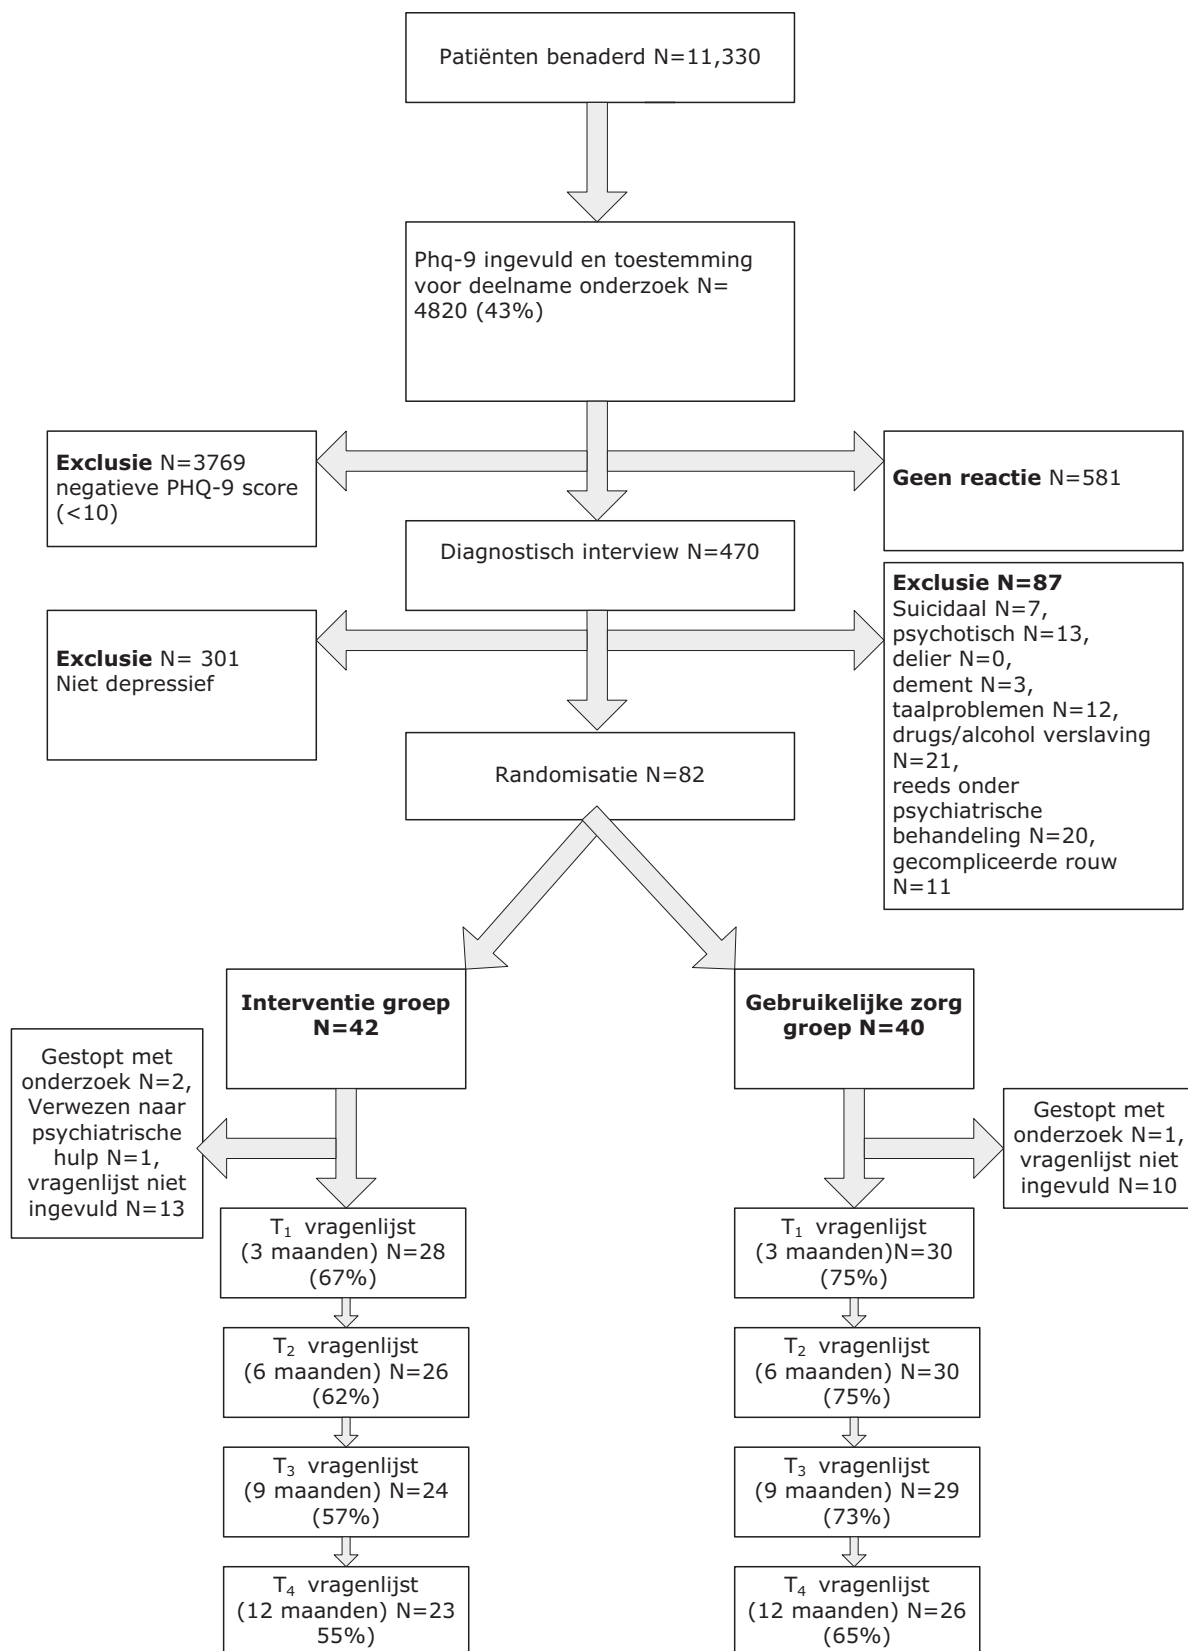 Patiënten benaderd N=11,330
Phq-9 ingevuld en toestemming
voor deelname onderzoek N=
4820 (43%)
Exclusie N=3769
negatieve PHQ-9 score
(<10)
Geen reactie N=581
Diagnostisch interview N=470
Exclusie N= 301
Niet depressief
Exclusie N=87
Suicidaal N=7,
psychotisch N=13,
delier N=0,
dement N=3,
taalproblemen N=12,
drugs/alcohol verslaving
N=21,
reeds onder
psychiatrische
behandeling N=20,
gecompliceerde rouw
N=11
Randomisatie N=82
Interventie groep
N=42
Gebruikelijke zorg
groep N=40
Gestopt met
onderzoek N=2,
Verwezen naar
psychiatrische
hulp N=1,
vragenlijst niet
ingevuld N=13
Gestopt met
onderzoek N=1,
vragenlijst niet
ingevuld N=10
T₁ vragenlijst
(3 maanden) N=28
(67%)
T₁ vragenlijst
(3 maanden)N=30
(75%)
T₂ vragenlijst
(6 maanden) N=26
(62%)
T₂ vragenlijst
(6 maanden) N=30
(75%)
T₃ vragenlijst
(9 maanden) N=24
(57%)
T₃ vragenlijst
(9 maanden) N=29
(73%)
T₄ vragenlijst
(12 maanden) N=23
55%)
T₄ vragenlijst
(12 maanden) N=26
(65%)